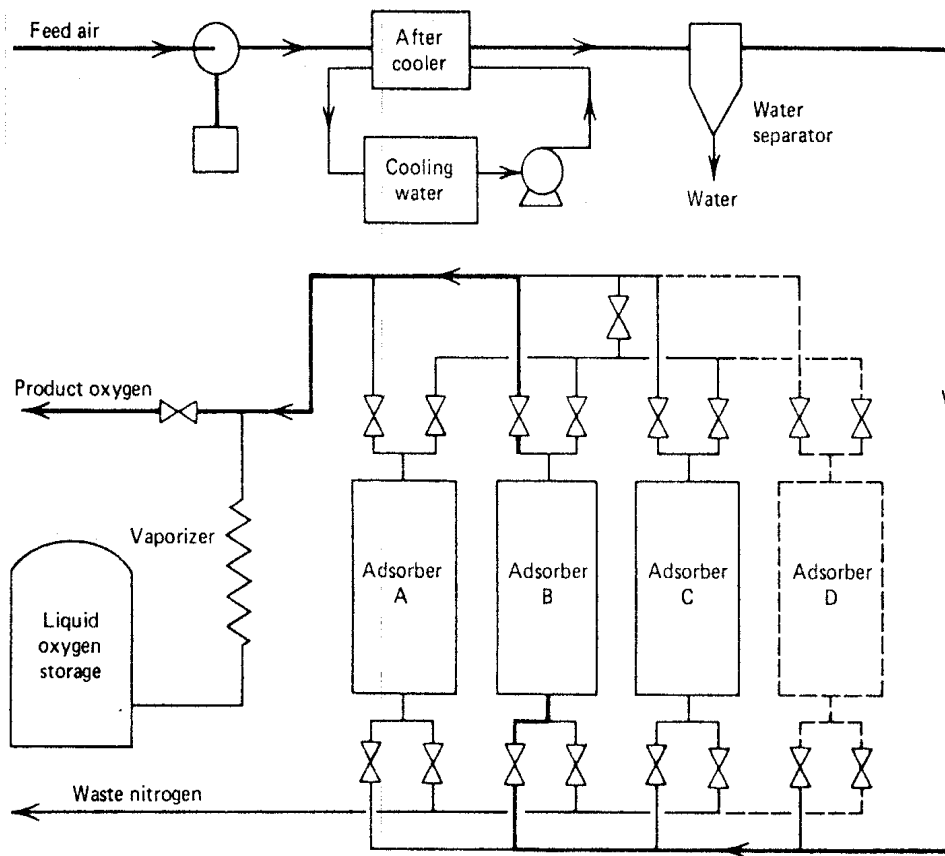 Feed air
After
cooler
Cooling
water
Water
separator
Water
Product oxygen
Vaporizer
Liquid
oxygen
storage
Adsorber
A
Adsorber
B
Adsorber
C
Adsorber
D
Waste nitrogen